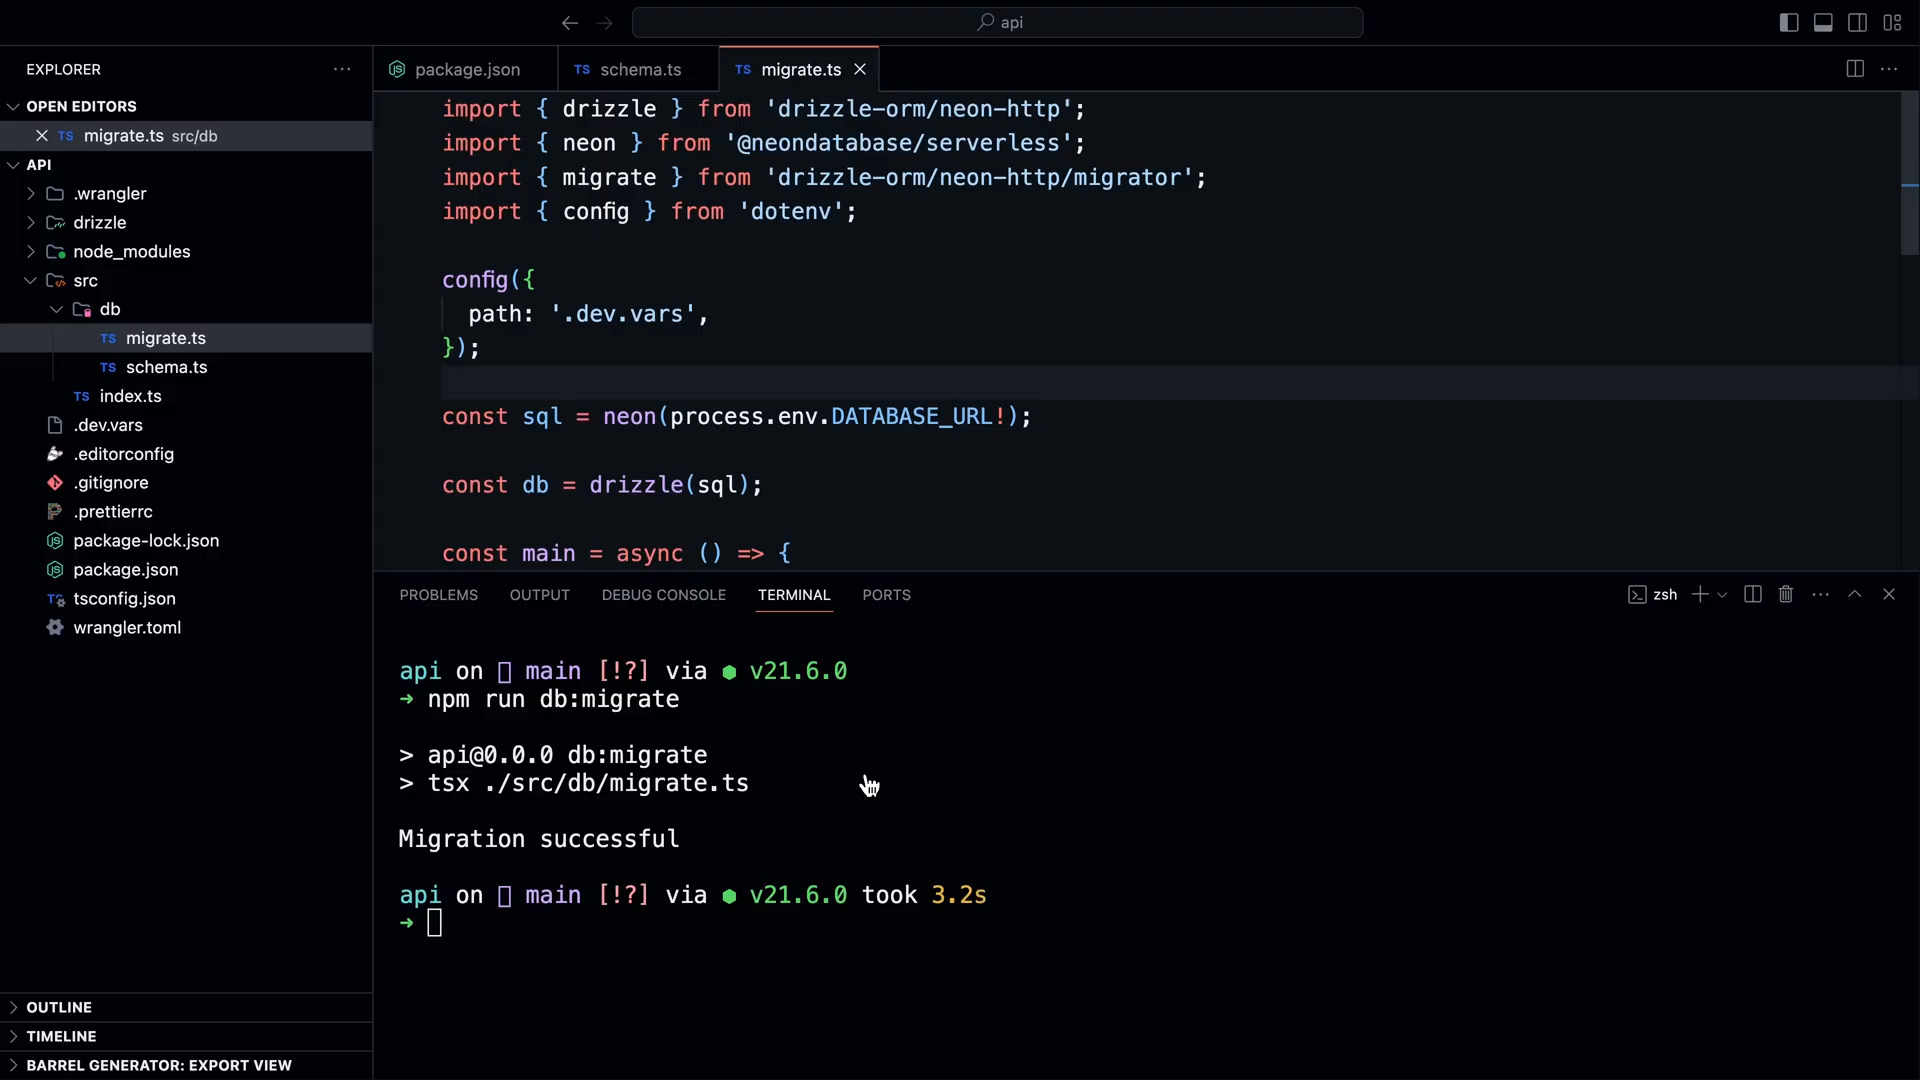 api
EXPLORER
package.json
schema.ts
migrate.ts
OPEN EDITORS
migrate.ts src/db
API
.wrangler
drizzle
node_modules
src
db
migrate.ts
schema.ts
index.ts
.dev.vars
.editorconfig
.gitignore
.prettierrc
package-lock.json
package.json
tsconfig.json
wrangler.toml
OUTLINE
TIMELINE
BARREL GENERATOR: EXPORT VIEW
import { drizzle } from 'drizzle-orm/neon-http';
import { neon } from '@neondatabase/serverless';
import { migrate } from 'drizzle-orm/neon-http/migrator';
import { config } from 'dotenv';
config({
path: '.dev.vars',
});
const sql = neon(process.env.DATABASE_URL!);
const db = drizzle(sql);
const main = async () => {
PROBLEMS OUTPUT DEBUG CONSOLE TERMINAL PORTS
zsh
api on main [!?] via v21.6.0
→ npm run db:migrate
> api@0.0.0 db:migrate
> tsx ./src/db/migrate.ts
Migration successful
api on main [!?] via v21.6.0 took 3.2s
→